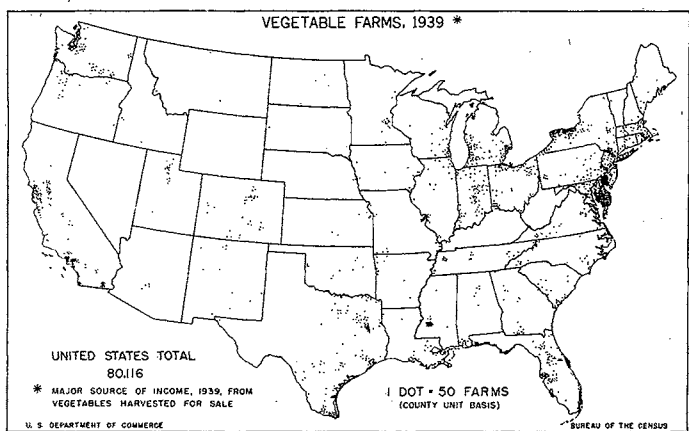 VEGETABLE FARMS, 1939 *
UNITED STATES TOTAL
80,116
* MAJOR SOURCE OF INCOME, 1939, FROM
VEGETABLES HARVESTED FOR SALE
1 DOT = 50 FARMS
(COUNTY UNIT BASIS)
U. S. DEPARTMENT OF COMMERCE
BUREAU OF THE CENSUS